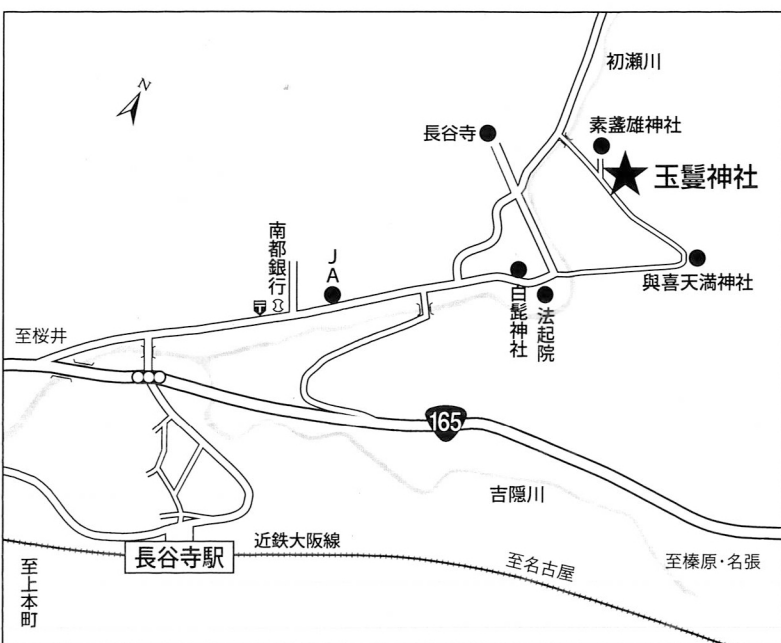 N
初瀬川
長谷寺
素盞雄神社
玉鬘神社
南都銀行
JA
與喜天満神社
白髭神社
法起院
至桜井
165
吉隠川
長谷寺駅
近鉄大阪線
至名古屋
至榛原・名張
至上本町